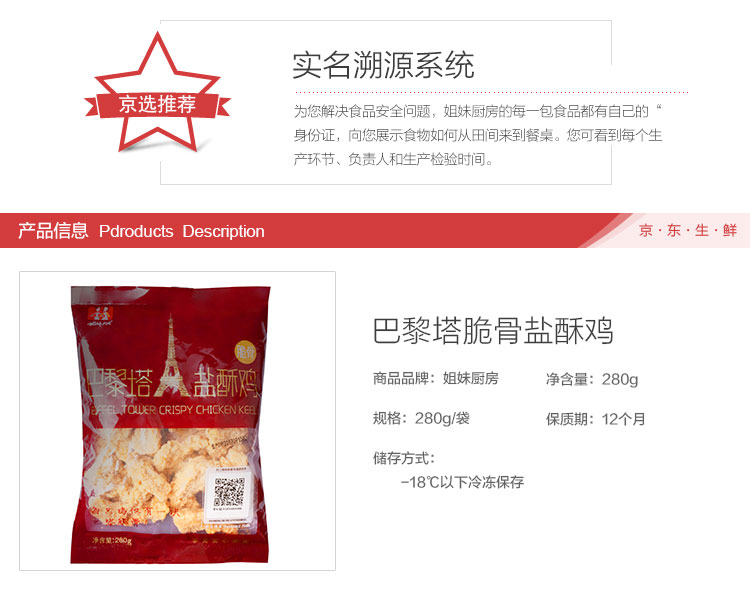 实名溯源系统
京选推荐
为您解决食品安全问题，姐妹厨房的每一包食品都有自己的“
身份证，向您展示食物如何从田间来到餐桌。您可看到每个生
产环节、负责人和生产检验时间。
产品信息 Pdroducts Description
京·东·生·鲜
巴黎塔脆骨盐酥鸡
商品品牌：姐妹厨房
净含量：280g
规格：280g/袋
保质期：12个月
储存方式：
-18℃以下冷冻保存
脆骨
巴黎塔 盐酥鸡
EIFFEL TOWER CRISPY CHICKEN KEEL
净含量:280g